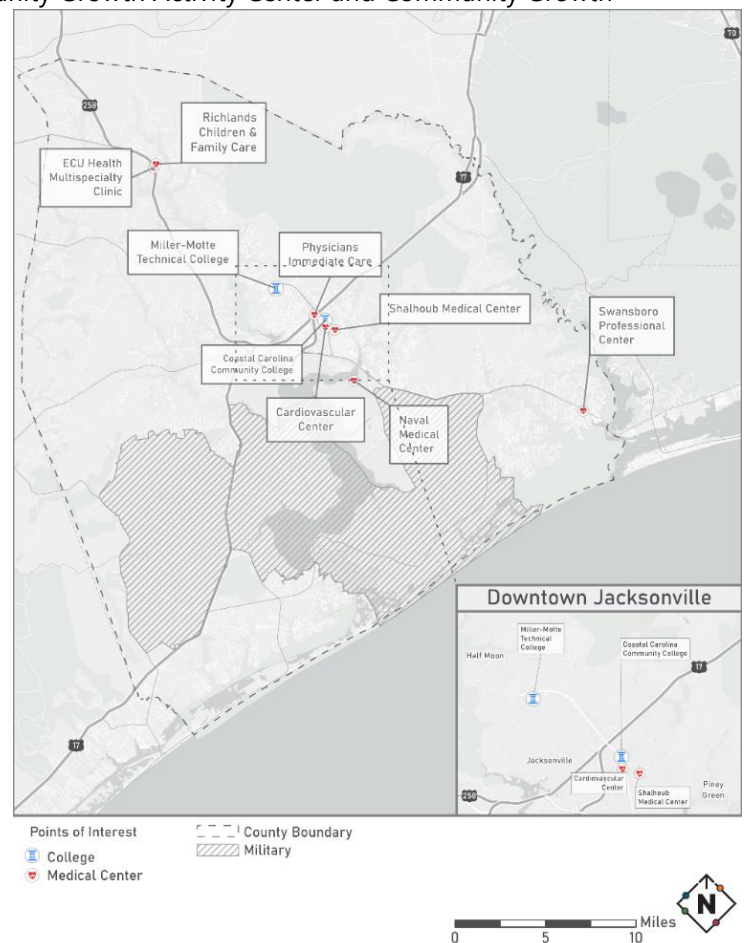 Growth Activity Center and Community Growth
70
258
Richlands
Children &
Family Care
ECU Health
Multispecialty
Clinic
17
Miller-Motte
Technical College
Physicians
Immediate Care
Shalhoub Medical Center
Swansboro
Professional
Center
Coastal Carolina
Community College
Cardiovascular
Center
Naval
Medical
Center
17
Downtown Jacksonville
Miller-Motte
Technical
College
Coastal Carolina
Community College
Half Moon
17
Jacksonville
Cardiovascular
Center
Shalhoub
Medical Center
Piney
Green
258
Points of Interest
College
Medical Center
County Boundary
Military
N
Miles
0 5 10